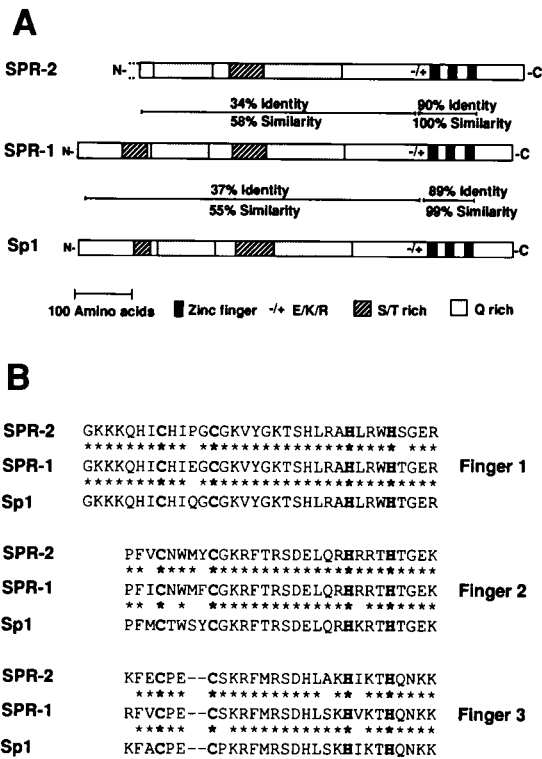 A
SPR-2 N- -/+ -C
34% Identity 90% Identity
58% Similarity 100% Similarity
SPR-1 N- -/+ -C
37% Identity 89% Identity
55% Similarity 99% Similarity
Sp1 N- -/+ -C
100 Amino acids Zinc finger -/+ E/K/R S/T rich Q rich
B
SPR-2 GKKKQHICHIPGCGKVYGKTSHLRAHLRWHSGER
********** ******************* ***
SPR-1 GKKKQHICHIEGCGKVYGKTSHLRAHLRWHTGER Finger 1
********** ***********************
Sp1 GKKKQHICHIQGCGKVYGKTSHLRAHLRWHTGER
SPR-2 PFVCNWMYCGKRFTRSDELQRHRRTHTGEK
** **** **********************
SPR-1 PFICNWMFCGKRFTRSDELQRHRRTHTGEK Finger 2
** * * ************** ********
Sp1 PFMCTWSYCGKRFTRSDELQRHKRTHTGEK
SPR-2 KFECPE--CSKRFMRSDHLAKHIKTHQNKK
* *** *********** ** ********
SPR-1 RFVCPE--CSKRFMRSDHLSKHVKTHQNKK Finger 3
* *** * ************ ********
Sp1 KFACPE--CPKRFMRSDHLSKHIKTHQNKK